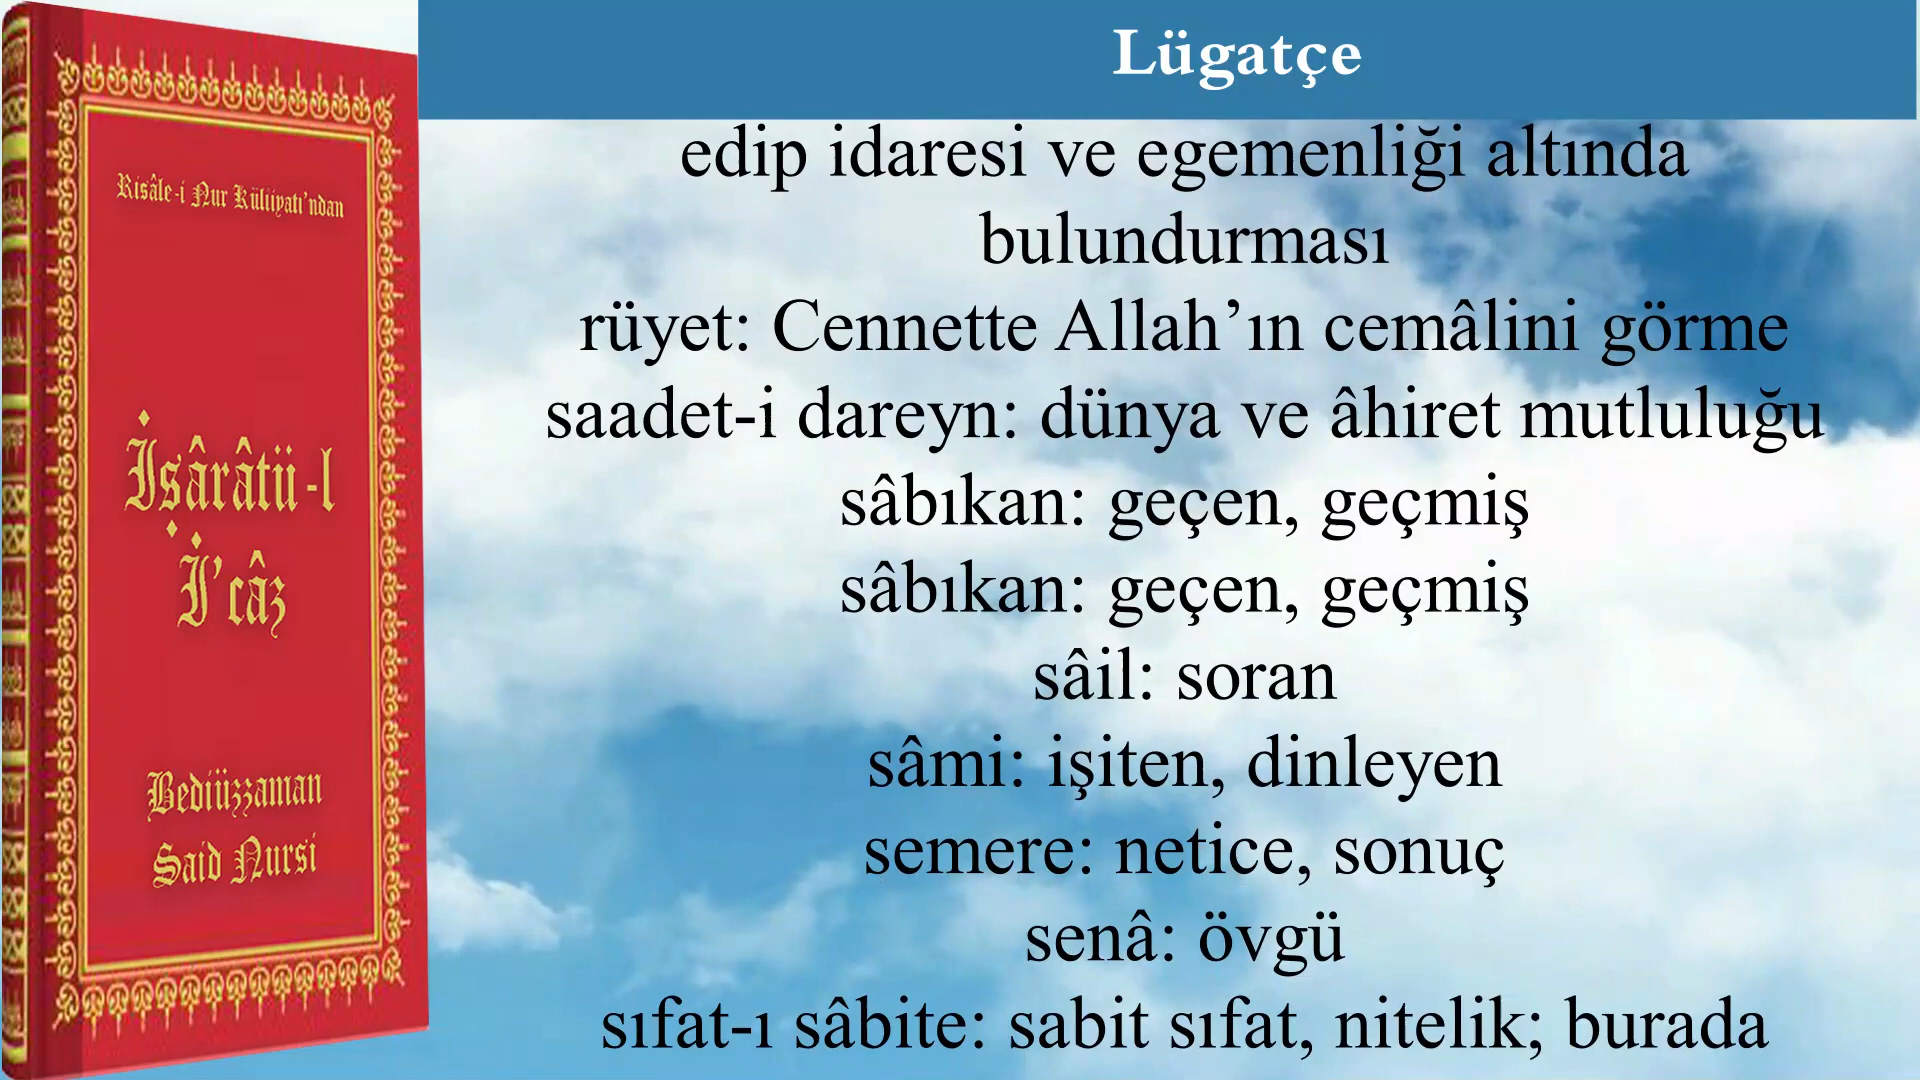 Risâle-i Nur Külliyatı'ndan
İşârâtü-l
İ'câz
Bediüzzaman
Said Nursi
Lügatçe
edip idaresi ve egemenliği altında
bulundurması
rüyet: Cennette Allah’ın cemâlini görme
saadet-i dareyn: dünya ve âhiret mutluluğu
sâbıkan: geçen, geçmiş
sâbıkan: geçen, geçmiş
sâil: soran
sâmi: işiten, dinleyen
semere: netice, sonuç
senâ: övgü
sıfat-ı sâbite: sabit sıfat, nitelik; burada